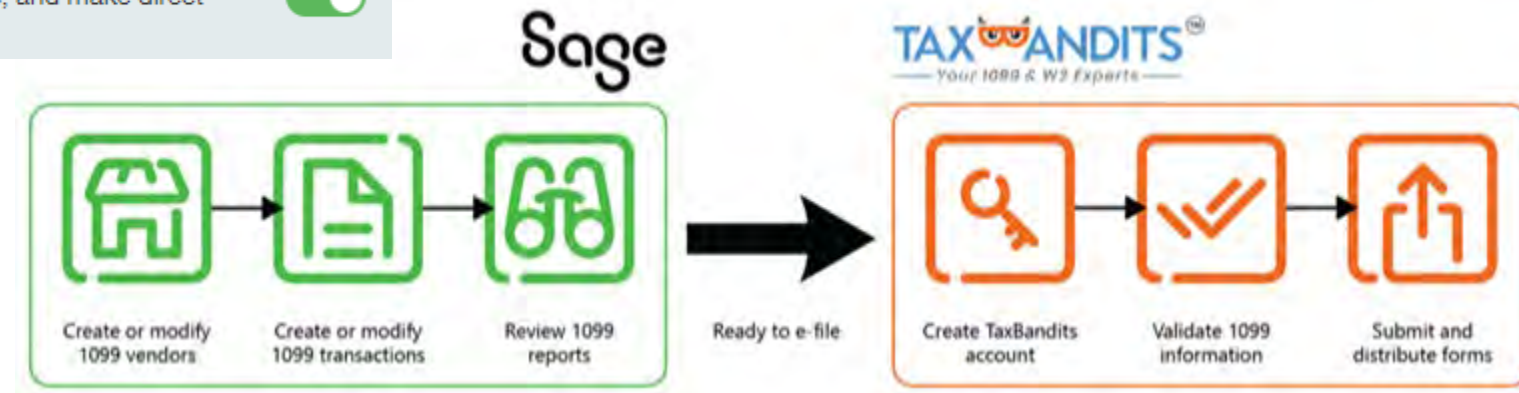 , and make direct
Sage
TAXBANDITS®
Your 1099 & W2 Experts
Create or modify
1099 vendors
Create or modify
1099 transactions
Review 1099
reports
Ready to e-file
Create TaxBandits
account
Validate 1099
information
Submit and
distribute forms